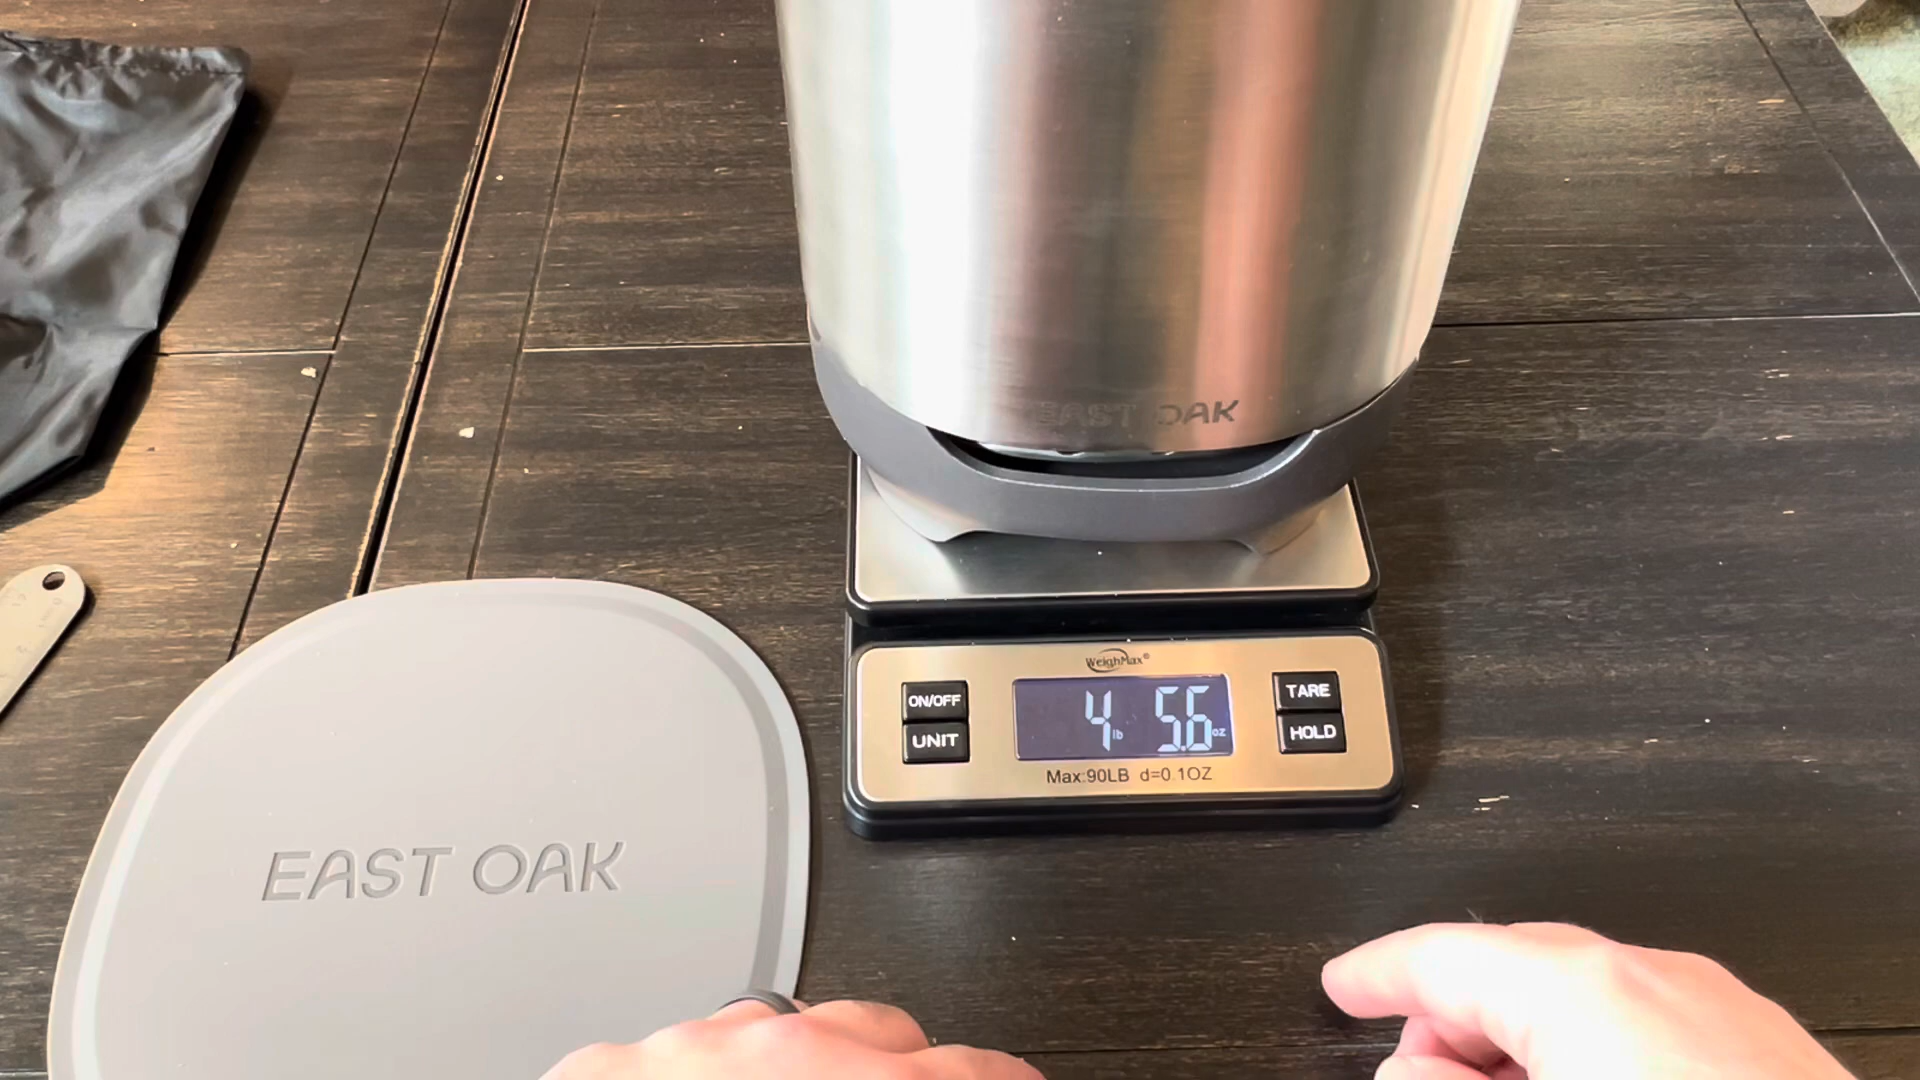 EAST OAK
WeighMax®
ON/OFF
UNIT
4 lb 5.6 oz
TARE
HOLD
Max:90LB d=0.1OZ
EAST OAK